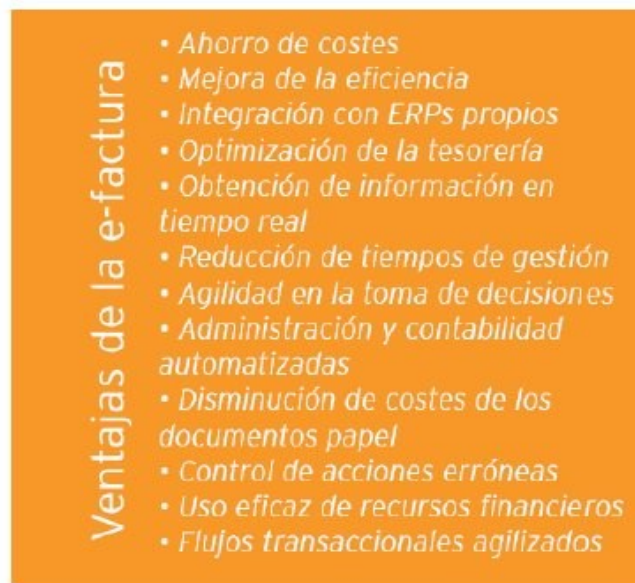 Ventajas de la e-factura
• Ahorro de costes
• Mejora de la eficiencia
• Integración con ERPs propios
• Optimización de la tesorería
• Obtención de información en
tiempo real
• Reducción de tiempos de gestión
• Agilidad en la toma de decisiones
• Administración y contabilidad
automatizadas
• Disminución de costes de los
documentos papel
• Control de acciones erróneas
• Uso eficaz de recursos financieros
• Flujos transaccionales agilizados